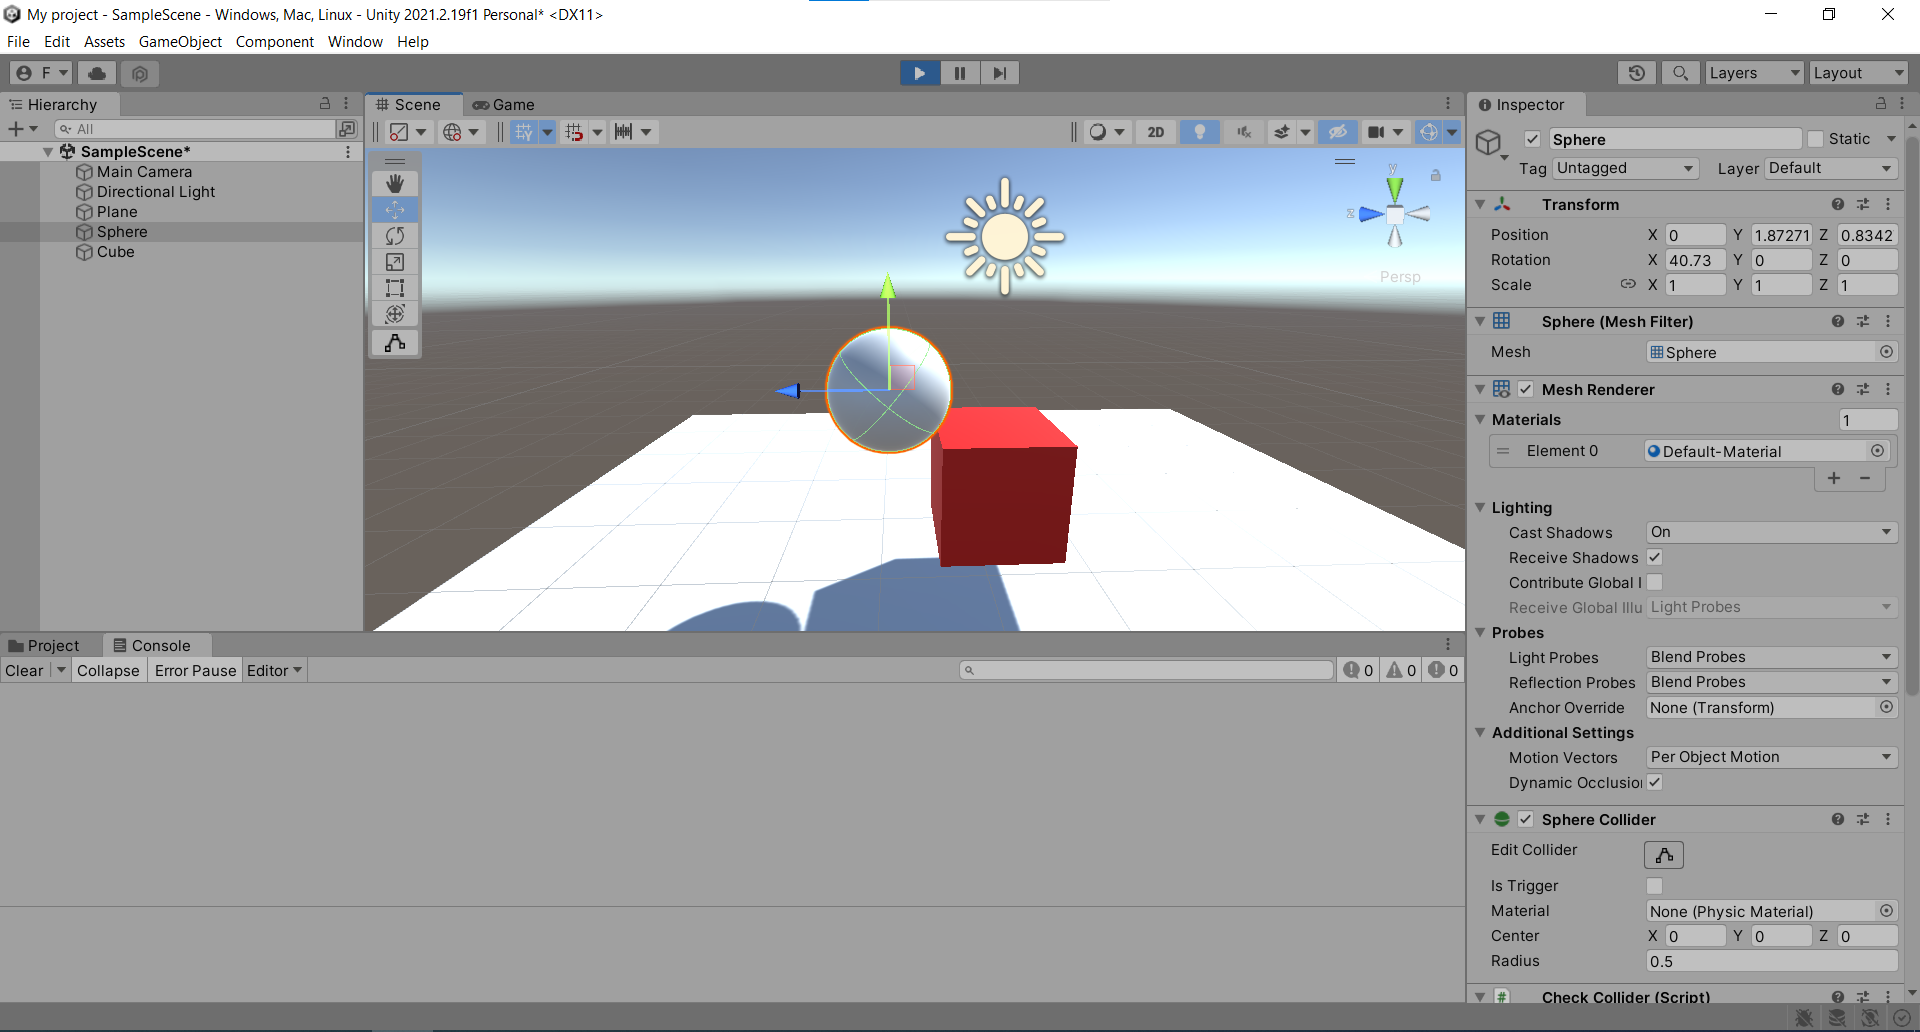 My project - SampleScene - Windows, Mac, Linux - Unity 2021.2.19f1 Personal* <DX11>
File Edit Assets GameObject Component Window Help
F Layers Layout
Hierarchy
All
SampleScene*
Main Camera
Directional Light
Plane
Sphere
Cube
Scene Game
2D
y
z
Persp
Project Console
Clear Collapse Error Pause Editor 0 0 0
Inspector
Sphere Static
Tag Untagged Layer Default
Transform
Position X 0 Y 1.87271 Z 0.8342
Rotation X 40.73 Y 0 Z 0
Scale X 1 Y 1 Z 1
Sphere (Mesh Filter)
Mesh Sphere
Mesh Renderer
Materials 1
Element 0 Default-Material
Lighting
Cast Shadows On
Receive Shadows
Contribute Global I
Receive Global Illu Light Probes
Probes
Light Probes Blend Probes
Reflection Probes Blend Probes
Anchor Override None (Transform)
Additional Settings
Motion Vectors Per Object Motion
Dynamic Occlusion
Sphere Collider
Edit Collider
Is Trigger
Material None (Physic Material)
Center X 0 Y 0 Z 0
Radius 0.5
# Check Collider (Script)